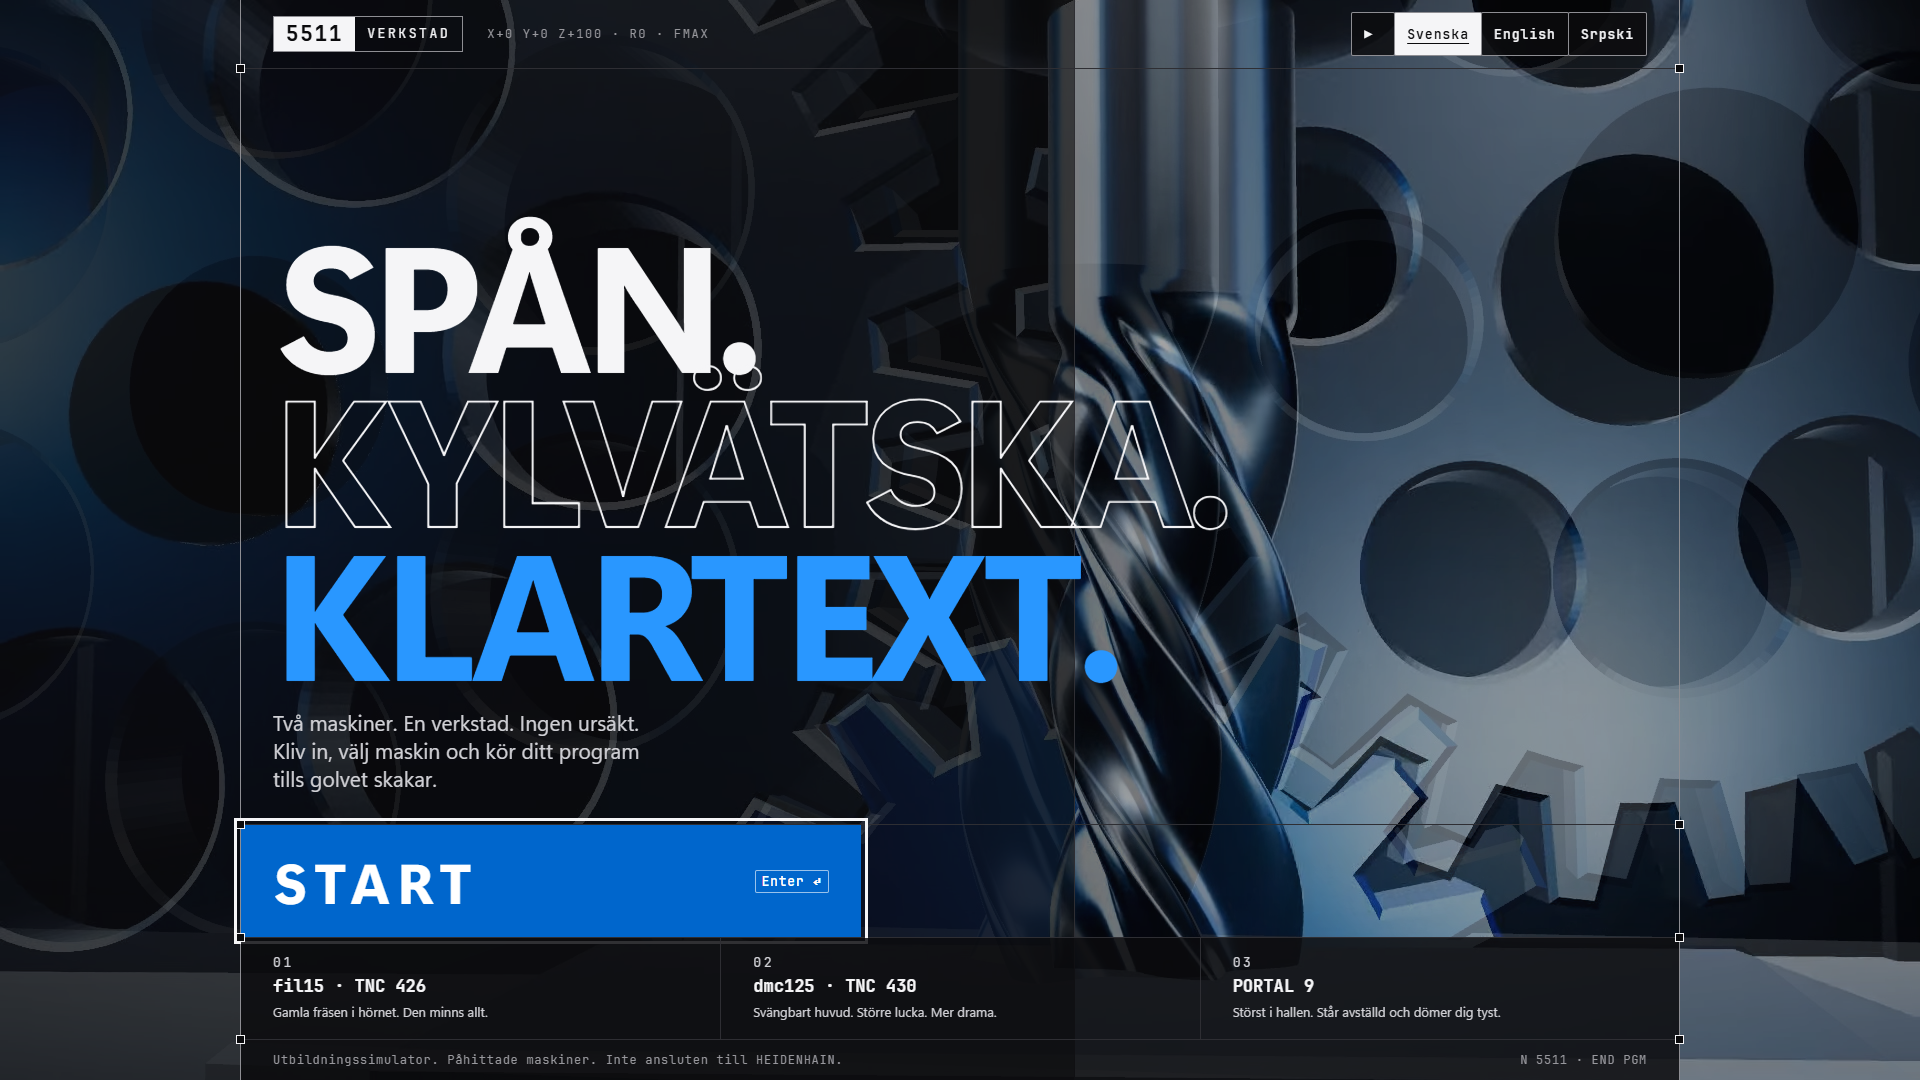 5511 VERKSTAD X+0 Y+0 Z+100 · R0 · FMAX ▶ Svenska English Srpski
SPÅN.
KYLVÄTSKA.
KLARTEXT.
Två maskiner. En verkstad. Ingen ursäkt.
Kliv in, välj maskin och kör ditt program
tills golvet skakar.
START Enter ⏎
01
fil15 · TNC 426
Gamla fräsen i hörnet. Den minns allt.
02
dmc125 · TNC 430
Svängbart huvud. Större lucka. Mer drama.
03
PORTAL 9
Störst i hallen. Står avställd och dömer dig tyst.
Utbildningssimulator. Påhittade maskiner. Inte ansluten till HEIDENHAIN. N 5511 · END PGM